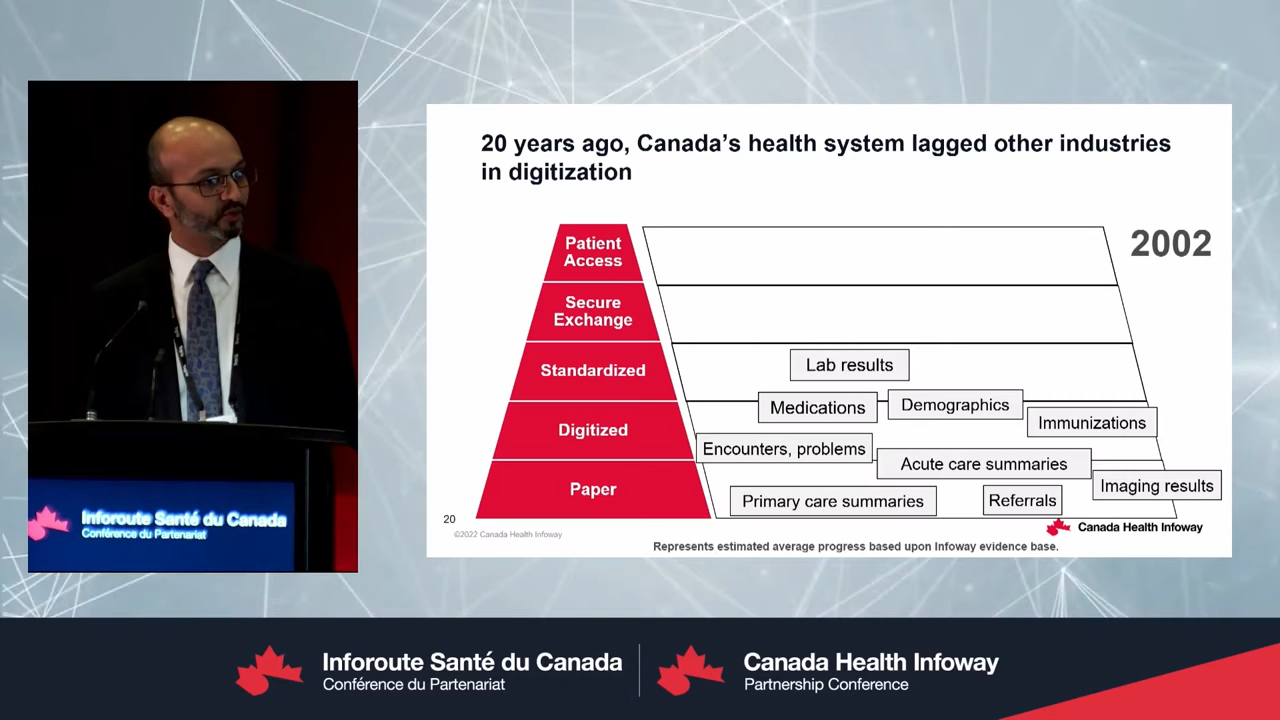 20 years ago, Canada's health system lagged other industries
in digitization
2002
Patient
Access
Secure
Exchange
Standardized
Lab results
Digitized
Medications
Demographics
Immunizations
Encounters, problems
Acute care summaries
Paper
Imaging results
Primary care summaries
Referrals
20
©2022 Canada Health Infoway
Canada Health Infoway
Represents estimated average progress based upon Infoway evidence base.
Inforoute Santé du Canada
Conférence du Partenariat
Inforoute Santé du Canada
Conférence du Partenariat
Canada Health Infoway
Partnership Conference